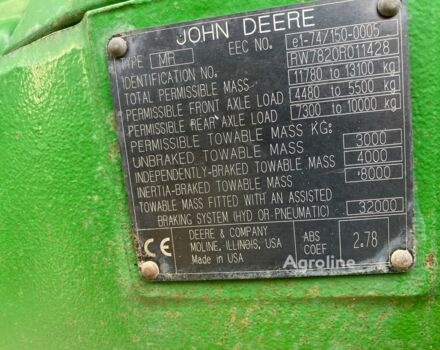 JOHN DEERE
TYPE MR EEC NO. e1-74/150-0005
IDENTIFICATION NO. RW7820R011428
TOTAL PERMISSIBLE MASS 11780 to 13100 kg
PERMISSIBLE FRONT AXLE LOAD 4480 to 5500 kg
PERMISSIBLE REAR AXLE LOAD 7300 to 10000 kg
PERMISSIBLE TOWABLE MASS KG:
UNBRAKED TOWABLE MASS 3000
INDEPENDENTLY-BRAKED TOWABLE MASS 4000
INERTIA-BRAKED TOWABLE MASS 8000
TOWABLE MASS FITTED WITH AN ASSISTED
BRAKING SYSTEM (HYD OR PNEUMATIC) 32000
CE DEERE & COMPANY
MOLINE, ILLINOIS, USA
Made in USA
ABS
COEF 2.78
Agroline